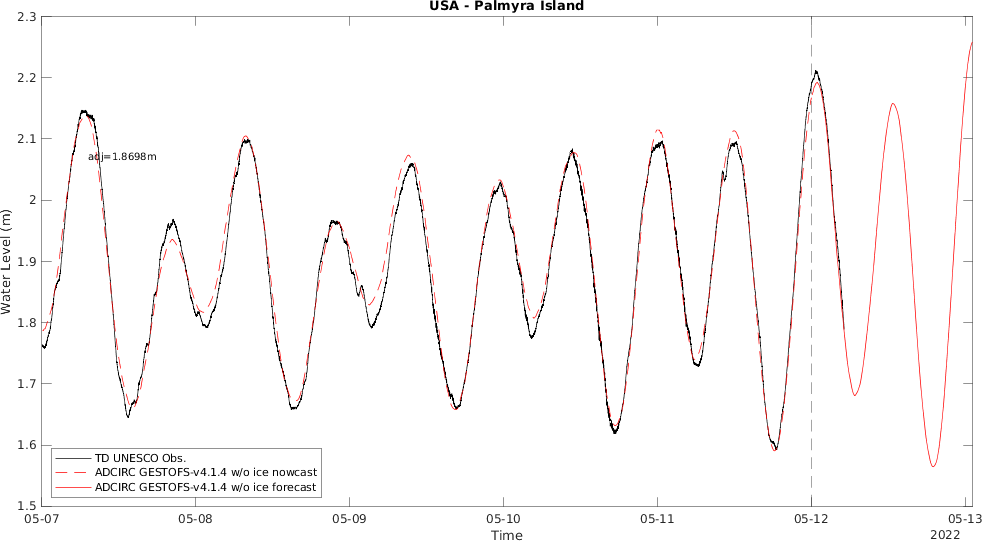 USA - Palmyra Island
2.3
2.2
2.1
2
1.9
1.8
1.7
1.6
1.5
Water Level (m)
adj=1.8698m
TD UNESCO Obs.
ADCIRC GESTOFS-v4.1.4 w/o ice nowcast
ADCIRC GESTOFS-v4.1.4 w/o ice forecast
05-07 05-08 05-09 05-10 05-11 05-12 05-13
Time
2022